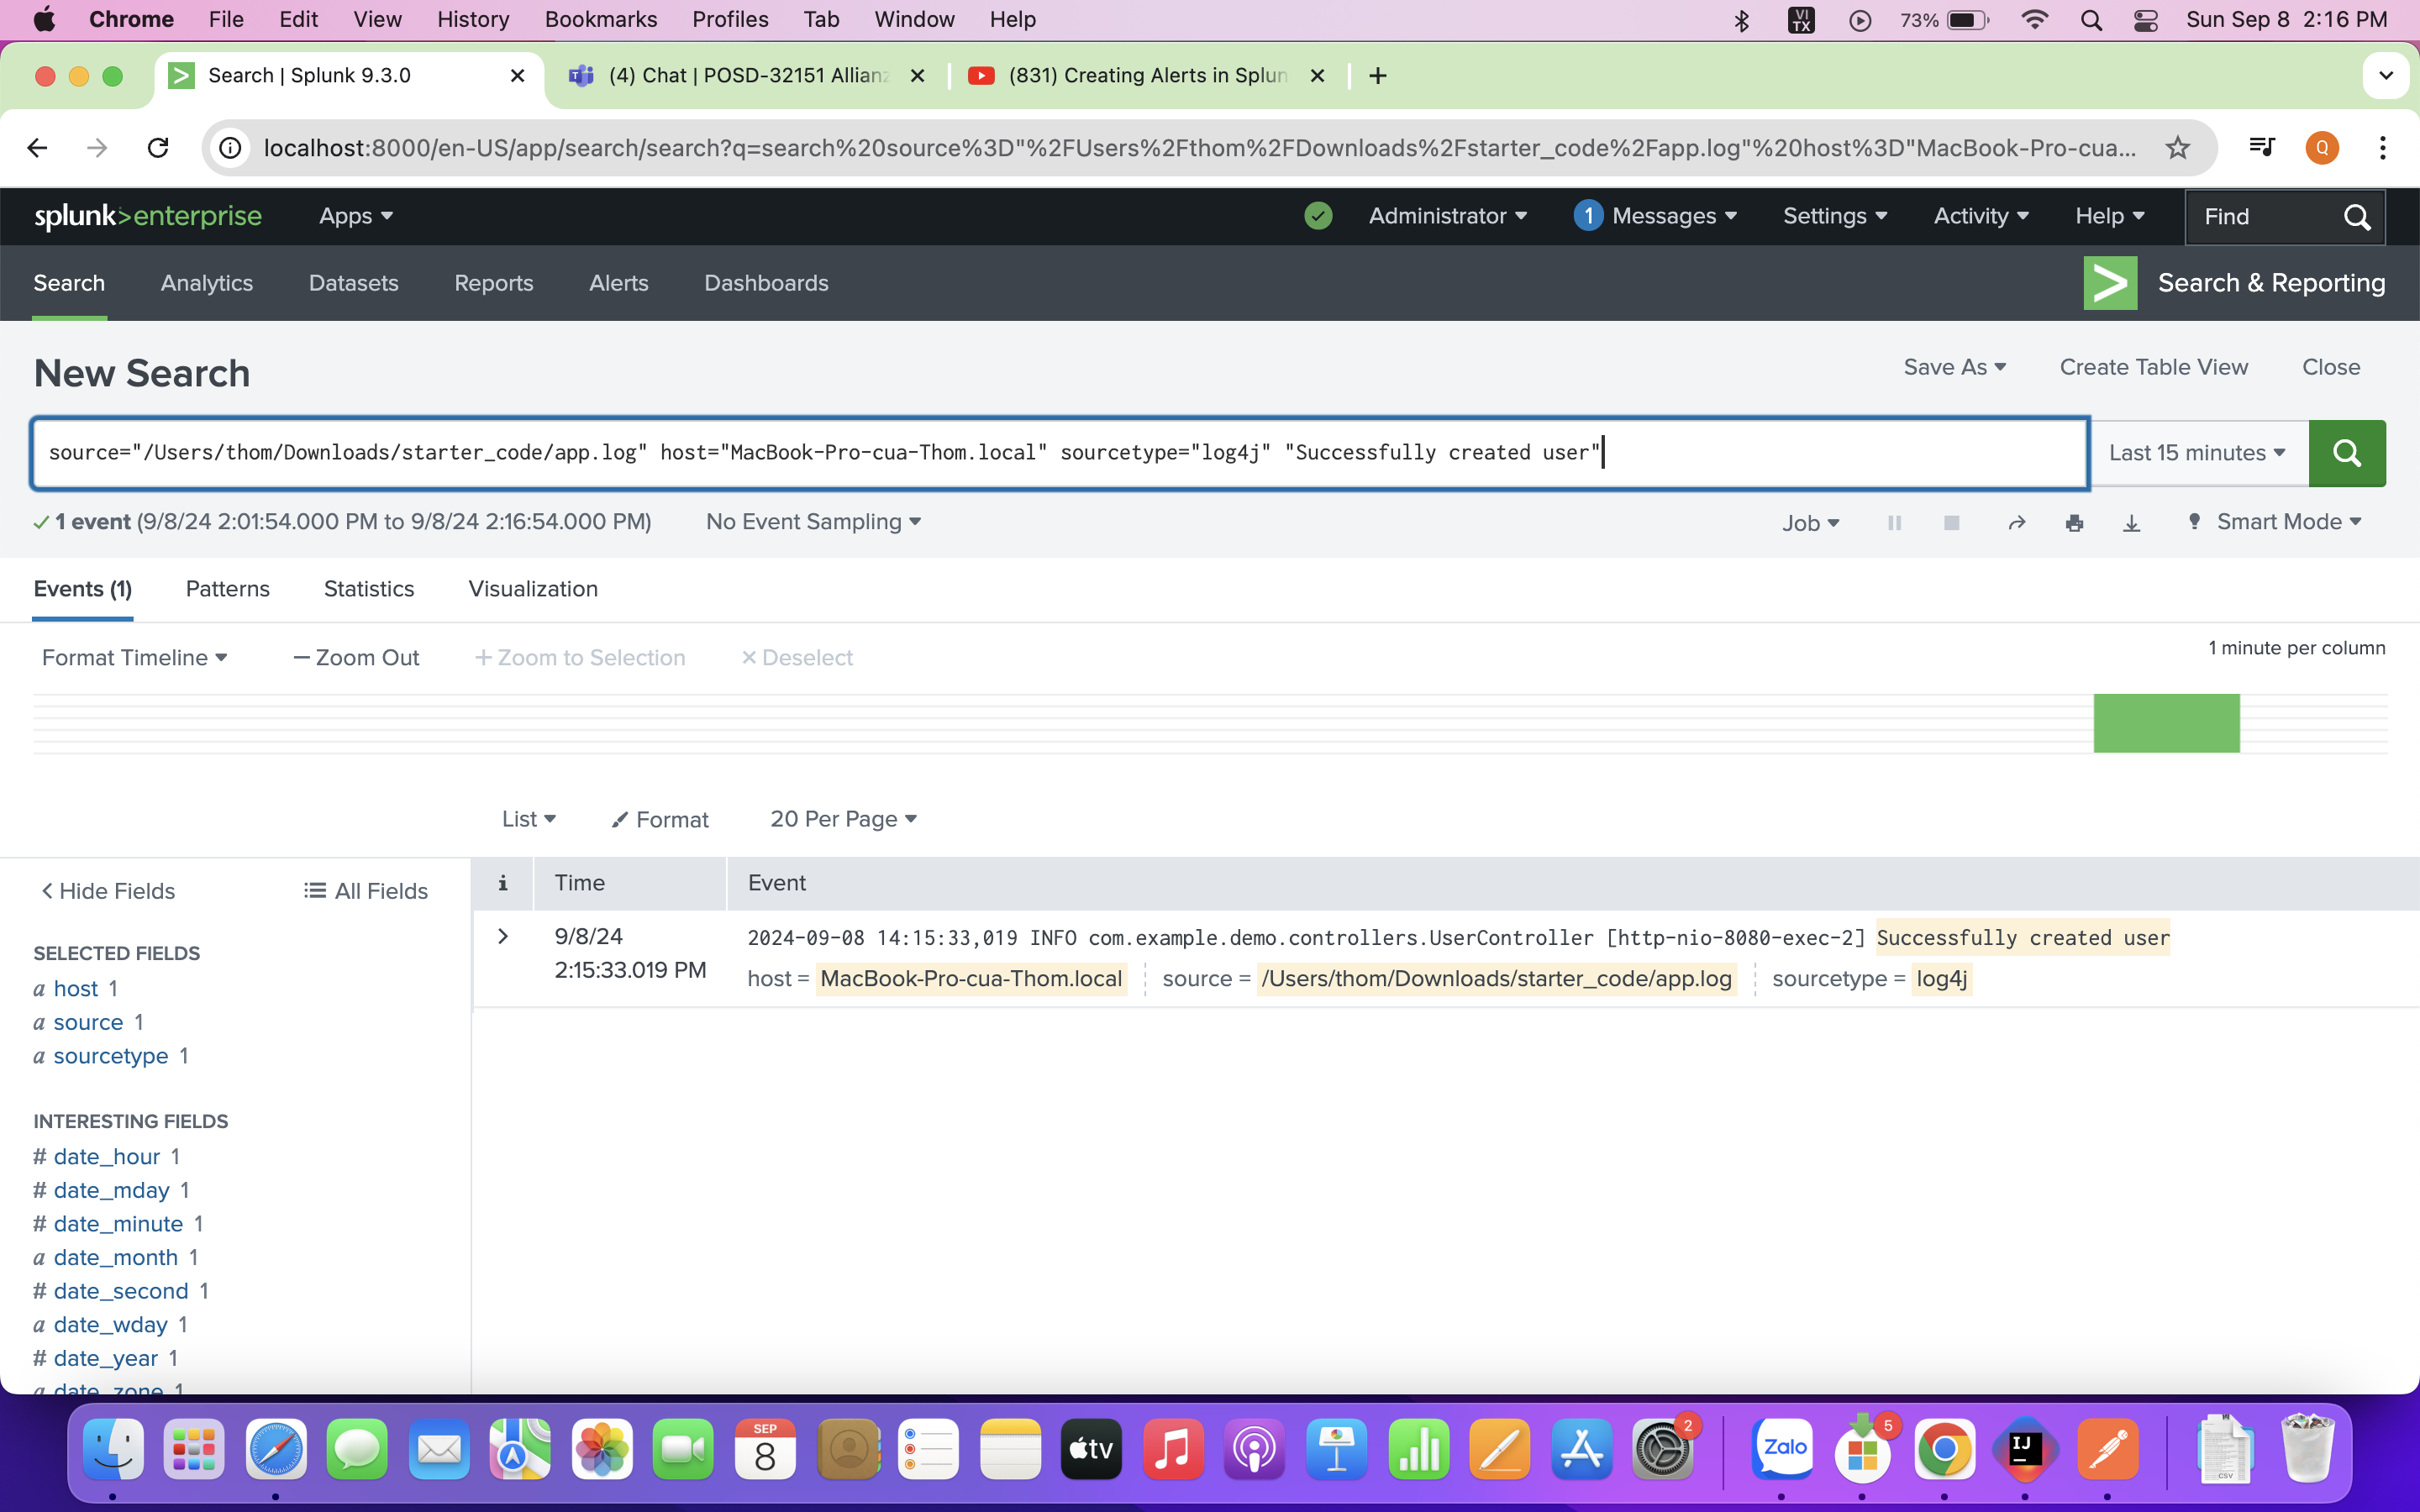 Chrome File Edit View History Bookmarks Profiles Tab Window Help VI TX 73% Sun Sep 8 2:16 PM
Search | Splunk 9.3.0 (4) Chat | POSD-32151 Allian (831) Creating Alerts in Splun
localhost:8000/en-US/app/search/search?q=search%20source%3D"%2FUsers%2Fthom%2FDownloads%2Fstarter_code%2Fapp.log"%20host%3D"MacBook-Pro-cua... Q
splunk>enterprise Apps Administrator 1 Messages Settings Activity Help Find
Search Analytics Datasets Reports Alerts Dashboards Search & Reporting
New Search Save As Create Table View Close
source="/Users/thom/Downloads/starter_code/app.log" host="MacBook-Pro-cua-Thom.local" sourcetype="log4j" "Successfully created user" Last 15 minutes
1 event (9/8/24 2:01:54.000 PM to 9/8/24 2:16:54.000 PM) No Event Sampling Job Smart Mode
Events (1) Patterns Statistics Visualization
Format Timeline — Zoom Out + Zoom to Selection × Deselect 1 minute per column
List Format 20 Per Page
< Hide Fields All Fields i Time Event
9/8/24 2024-09-08 14:15:33,019 INFO com.example.demo.controllers.UserController [http-nio-8080-exec-2] Successfully created user
2:15:33.019 PM host = MacBook-Pro-cua-Thom.local source = /Users/thom/Downloads/starter_code/app.log sourcetype = log4j
SELECTED FIELDS
a host 1
a source 1
a sourcetype 1
INTERESTING FIELDS
# date_hour 1
# date_mday 1
# date_minute 1
a date_month 1
# date_second 1
a date_wday 1
# date_year 1
a date_zone 1
SEP
8
tv
2
Zalo
5
IJ
CSV